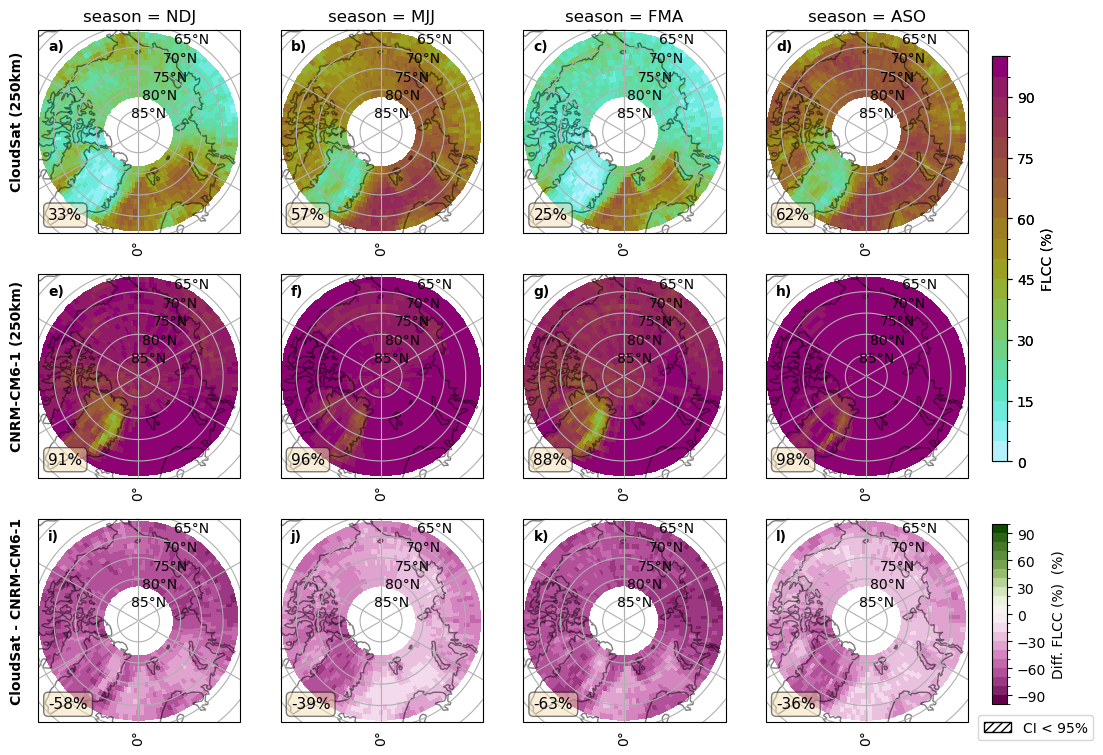 season = NDJ
season = MJJ
season = FMA
season = ASO
CloudSat (250km)
a)
65°N
70°N
75°N
80°N
85°N
33%
0°
b)
65°N
70°N
75°N
80°N
85°N
57%
0°
c)
65°N
70°N
75°N
80°N
85°N
25%
0°
d)
65°N
70°N
75°N
80°N
85°N
62%
0°
CNRM-CM6-1 (250km)
e)
65°N
70°N
75°N
80°N
85°N
91%
0°
f)
65°N
70°N
75°N
80°N
85°N
96%
0°
g)
65°N
70°N
75°N
80°N
85°N
88%
0°
h)
65°N
70°N
75°N
80°N
85°N
98%
0°
90
75
60
45
30
15
0
FLCC (%)
CloudSat - CNRM-CM6-1
i)
65°N
70°N
75°N
80°N
85°N
-58%
0°
j)
65°N
70°N
75°N
80°N
85°N
-39%
0°
k)
65°N
70°N
75°N
80°N
85°N
-63%
0°
l)
65°N
70°N
75°N
80°N
85°N
-36%
0°
90
60
30
0
−30
−60
−90
Diff. FLCC (%) (%)
CI < 95%